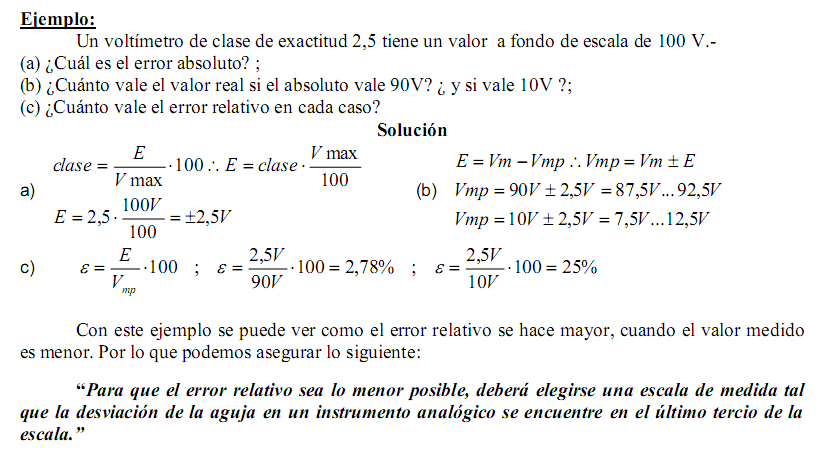 Ejemplo:
Un voltímetro de clase de exactitud 2,5 tiene un valor a fondo de escala de 100 V.-
(a) ¿Cuál es el error absoluto? ;
(b) ¿Cuánto vale el valor real si el absoluto vale 90V? ¿ y si vale 10V ?;
(c) ¿Cuánto vale el error relativo en cada caso?
Solución
a) clase = E / V max · 100 ∴ E = clase · V max / 100
E = 2,5 · 100V / 100 = ±2,5V
(b) E = Vm − Vmp ∴ Vmp = Vm ± E
Vmp = 90V ± 2,5V = 87,5V...92,5V
Vmp = 10V ± 2,5V = 7,5V...12,5V
c) ε = E / V_mp · 100 ; ε = 2,5V / 90V · 100 = 2,78% ; ε = 2,5V / 10V · 100 = 25%
Con este ejemplo se puede ver como el error relativo se hace mayor, cuando el valor medido
es menor. Por lo que podemos asegurar lo siguiente:
“Para que el error relativo sea lo menor posible, deberá elegirse una escala de medida tal
que la desviación de la aguja en un instrumento analógico se encuentre en el último tercio de la
escala.”